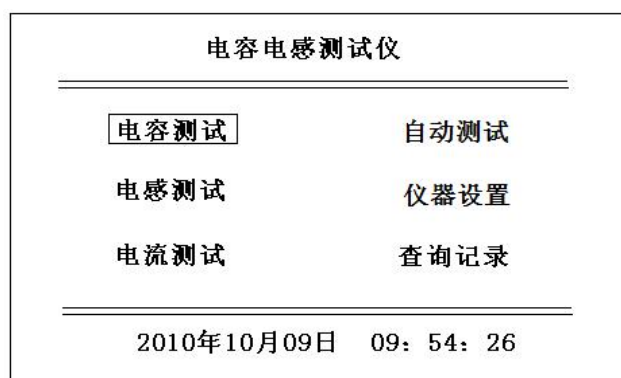 电容电感测试仪
电容测试 自动测试
电感测试 仪器设置
电流测试 查询记录
2010年10月09日 09：54：26